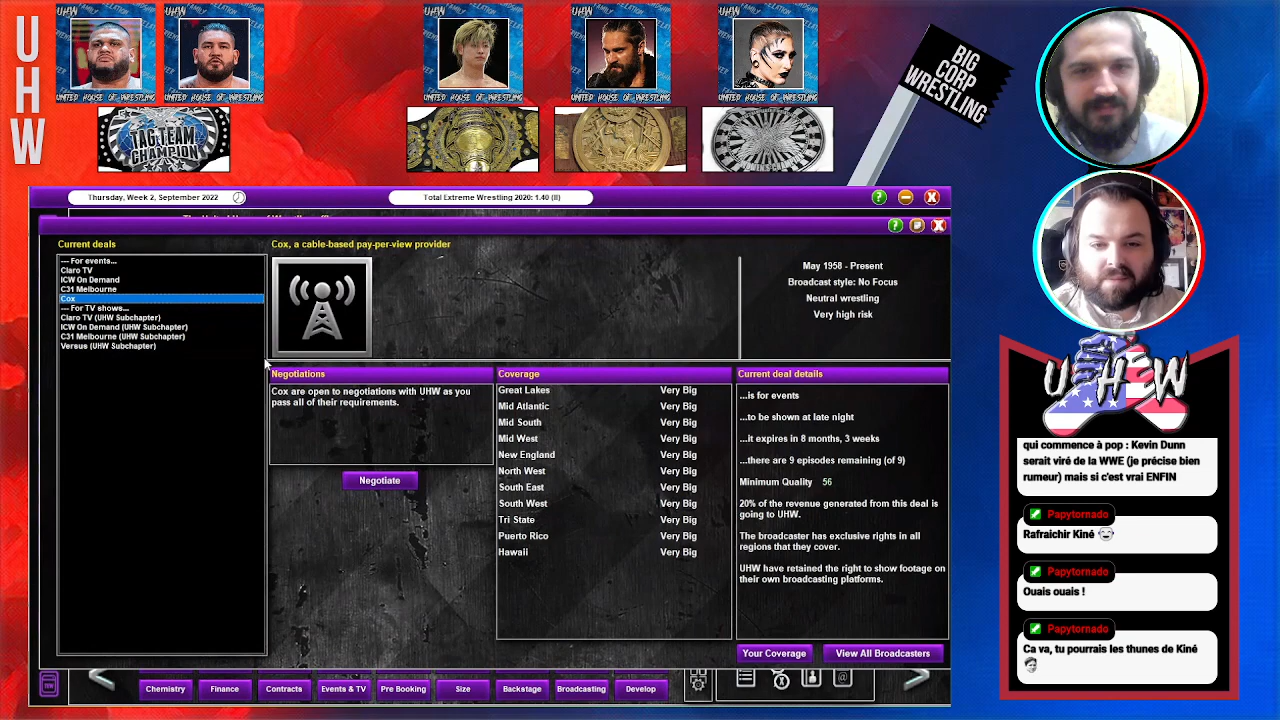 UHW
TAG TEAM
CHAMPION
UNITED HOUSE OF WRESTLING
UNITED HOUSE OF WRESTLING
UNITED HOUSE OF WRESTLING
UNITED HOUSE OF WRESTLING
UNITED HOUSE OF WRESTLING
BIG
CORP
WRESTLING
Thursday, Week 2, September 2022
Total Extreme Wrestling 2020: 1.40 (II)
Current deals
--- For events...
Claro TV
ICW On Demand
C31 Melbourne
Cox
--- For TV shows...
Claro TV (UHW Subchapter)
ICW On Demand (UHW Subchapter)
C31 Melbourne (UHW Subchapter)
Versus (UHW Subchapter)
Cox, a cable-based pay-per-view provider
May 1958 - Present
Broadcast style: No Focus
Neutral wrestling
Very high risk
Negotiations
Cox are open to negotiations with UHW as you
pass all of their requirements.
Negotiate
Coverage
Great Lakes Very Big
Mid Atlantic Very Big
Mid South Very Big
Mid West Very Big
New England Very Big
North West Very Big
South East Very Big
South West Very Big
Tri State Very Big
Puerto Rico Very Big
Hawaii Very Big
Current deal details
...is for events
...to be shown at late night
...it expires in 8 months, 3 weeks
...there are 9 episodes remaining (of 9)
Minimum Quality 56
20% of the revenue generated from this deal is
going to UHW.
The broadcaster has exclusive rights in all
regions that they cover.
UHW have retained the right to show footage on
their own broadcasting platforms.
Your Coverage
View All Broadcasters
Chemistry
Finance
Contracts
Events & TV
Pre Booking
Size
Backstage
Broadcasting
Develop
qui commence à pop : Kevin Dunn
serait viré de la WWE (je précise bien
rumeur) mais si c'est vrai ENFIN
Papytornado
Rafraichir Kiné
Papytornado
Ouais ouais !
Papytornado
Ca va, tu pourrais les thunes de Kiné